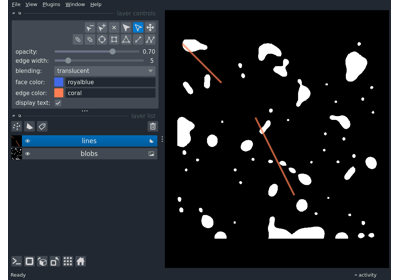 File View Plugins Window Help
layer controls
opacity: 0.70
edge width: 5
blending: translucent
face color: royalblue
edge color: coral
display text:
layer list
lines
blobs
Ready
activity